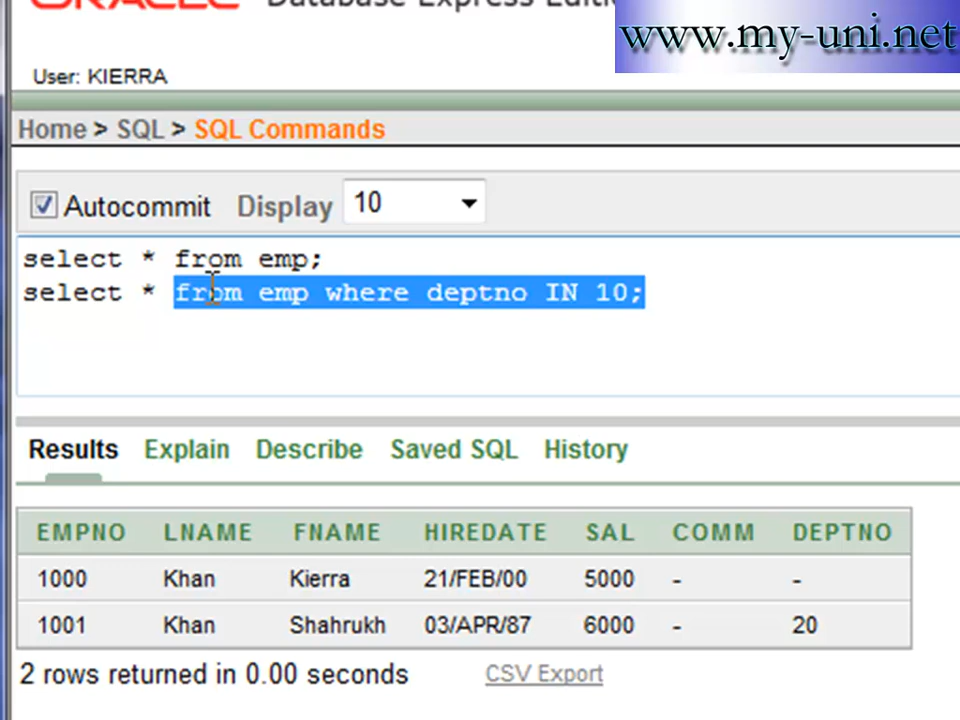 ORACLE Database Express Editi
www.my-uni.net
User: KIERRA
Home > SQL > SQL Commands
Autocommit Display 10
select * from emp;
select * from emp where deptno IN 10;
Results Explain Describe Saved SQL History
EMPNO LNAME FNAME HIREDATE SAL COMM DEPTNO
1000 Khan Kierra 21/FEB/00 5000 - -
1001 Khan Shahrukh 03/APR/87 6000 - 20
2 rows returned in 0.00 seconds CSV Export